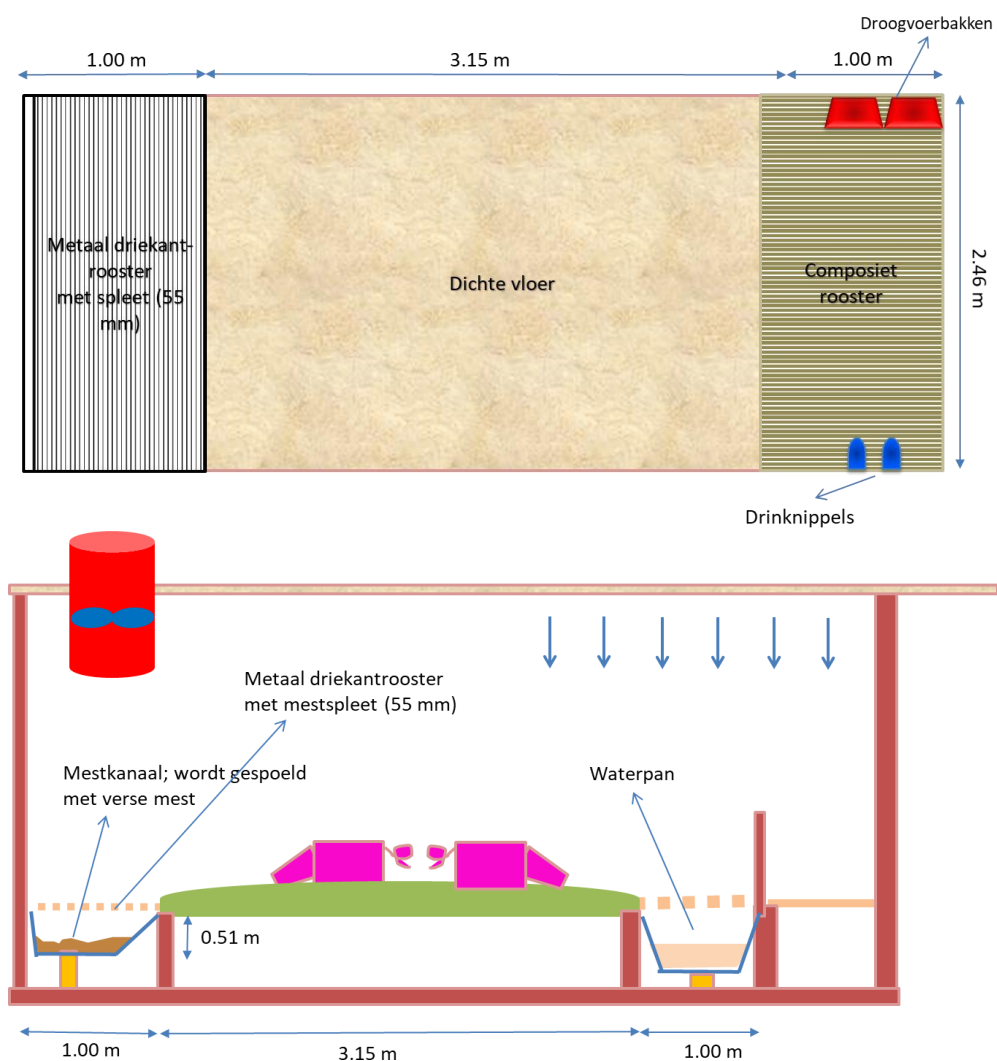 Droogvoerbakken
1.00 m
3.15 m
1.00 m
Metaal driekant-
rooster
met spleet (55
mm)
Dichte vloer
Composiet
rooster
2.46 m
Drinknippels
Metaal driekantrooster
met mestspleet (55 mm)
Mestkanaal; wordt gespoeld
met verse mest
Waterpan
0.51 m
1.00 m
3.15 m
1.00 m